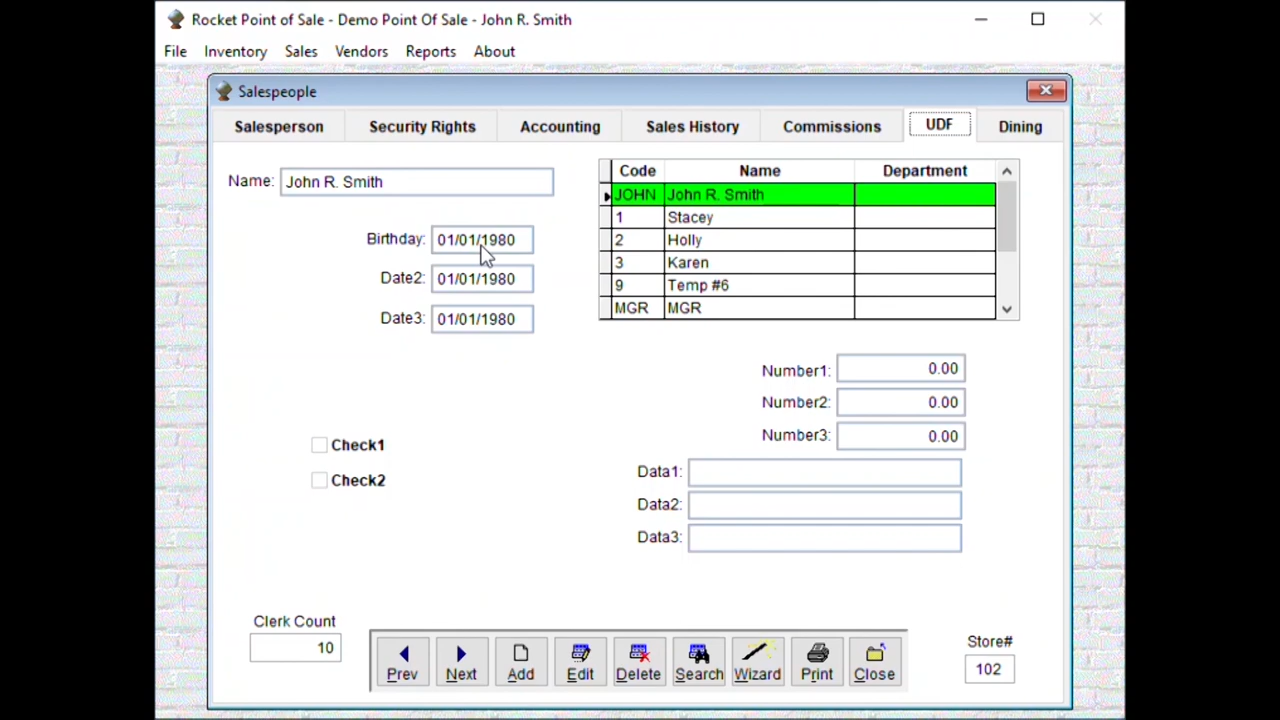 Rocket Point of Sale - Demo Point Of Sale - John R. Smith
File Inventory Sales Vendors Reports About
Salespeople
Salesperson Security Rights Accounting Sales History Commissions UDF Dining
Name: John R. Smith
Code Name Department
JOHN John R. Smith
1 Stacey
2 Holly
3 Karen
9 Temp #6
MGR MGR
Birthday: 01/01/1980
Date2: 01/01/1980
Date3: 01/01/1980
Number1: 0.00
Number2: 0.00
Number3: 0.00
Check1
Check2
Data1:
Data2:
Data3:
Clerk Count
10
Prev Next Add Edit Delete Search Wizard Print Close
Store#
102